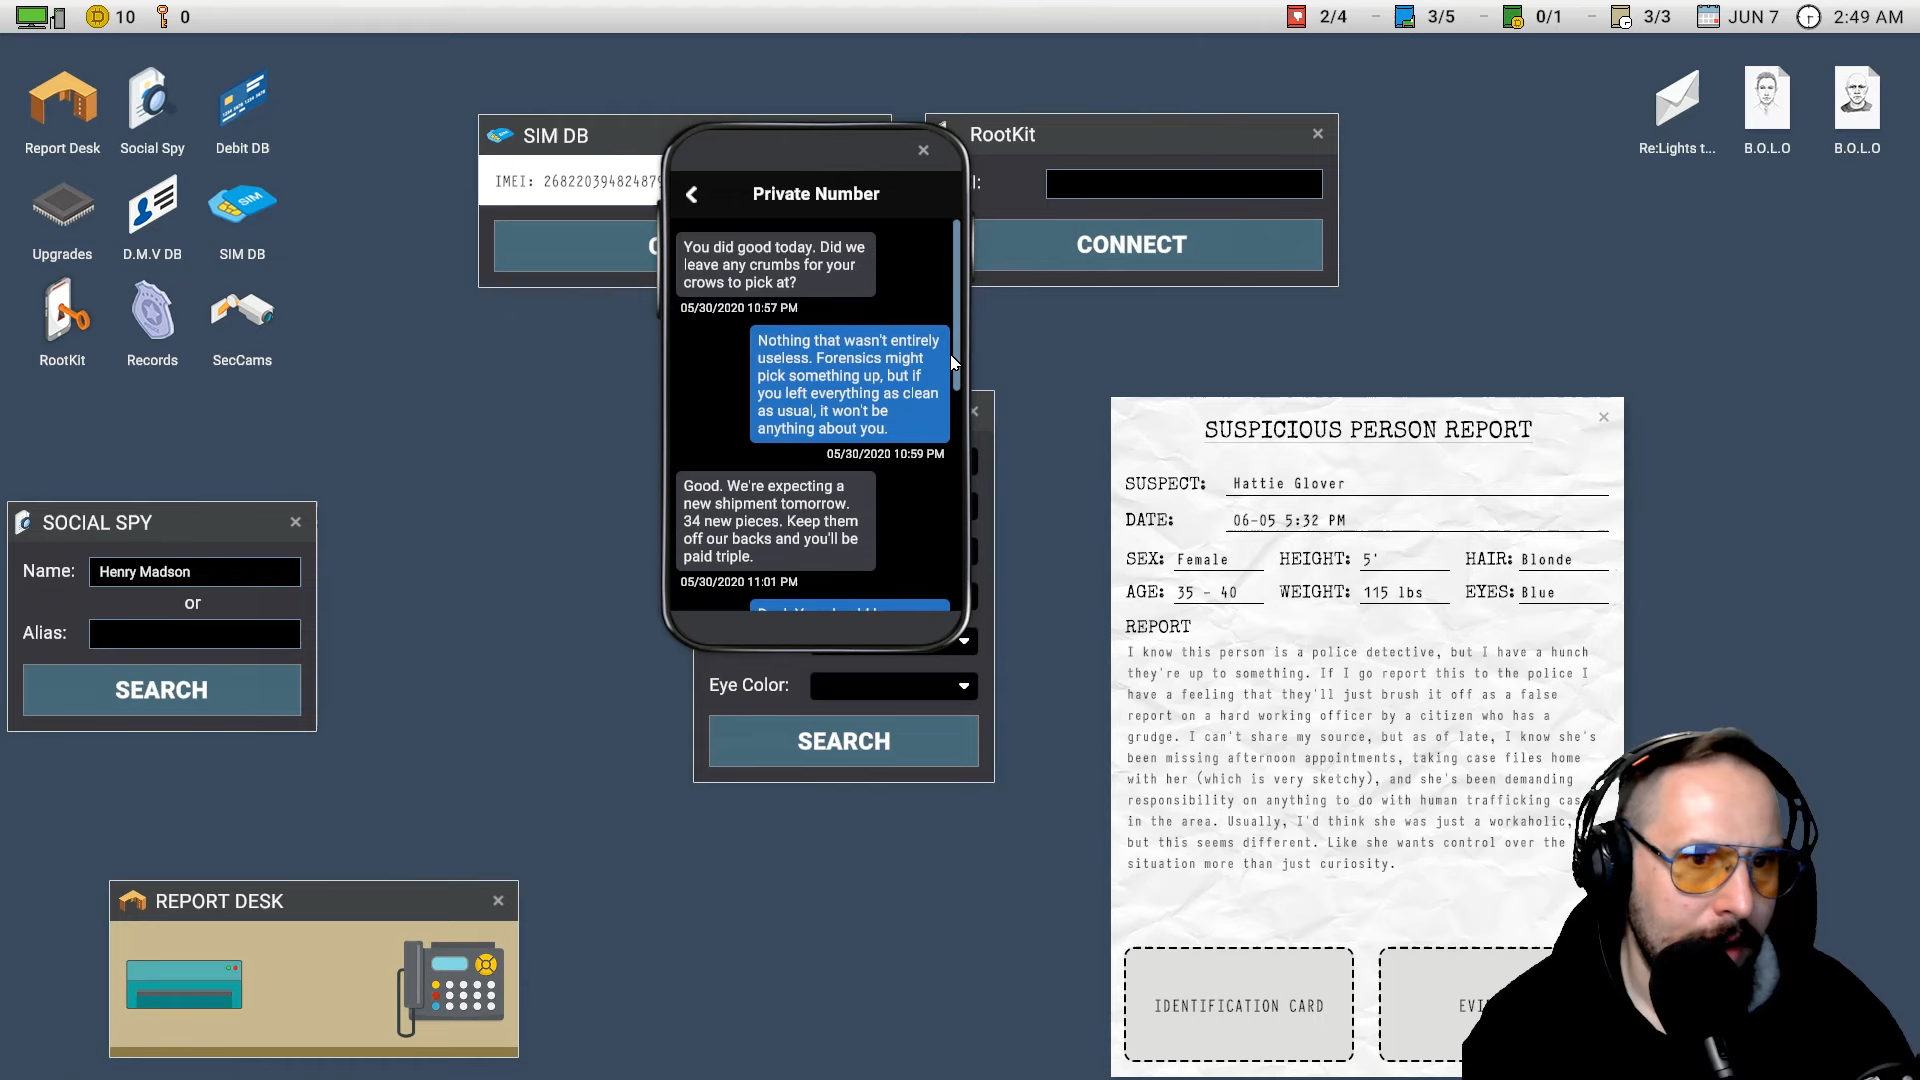 10
0
2/4
3/5
0/1
3/3
JUN 7
2:49 AM
Report Desk
Social Spy
Debit DB
Upgrades
D.M.V DB
SIM DB
RootKit
Records
SecCams
Re:Lights t...
B.O.L.O
B.O.L.O
SIM DB
IMEI: 26822039482487
RootKit
CONNECT
Private Number
You did good today. Did we
leave any crumbs for your
crows to pick at?
05/30/2020 10:57 PM
Nothing that wasn't entirely
useless. Forensics might
pick something up, but if
you left everything as clean
as usual, it won't be
anything about you.
05/30/2020 10:59 PM
Good. We're expecting a
new shipment tomorrow.
34 new pieces. Keep them
off our backs and you'll be
paid triple.
05/30/2020 11:01 PM
Eye Color:
SEARCH
SOCIAL SPY
Name: Henry Madson
or
Alias:
SEARCH
REPORT DESK
SUSPICIOUS PERSON REPORT
SUSPECT: Hattie Glover
DATE: 06-05 5:32 PM
SEX: Female HEIGHT: 5' HAIR: Blonde
AGE: 35 - 40 WEIGHT: 115 lbs EYES: Blue
REPORT
I know this person is a police detective, but I have a hunch
they're up to something. If I go report this to the police I
have a feeling that they'll just brush it off as a false
report on a hard working officer by a citizen who has a
grudge. I can't share my source, but as of late, I know she's
been missing afternoon appointments, taking case files home
with her (which is very sketchy), and she's been demanding
responsibility on anything to do with human trafficking cas
in the area. Usually, I'd think she was just a workaholic,
but this seems different. Like she wants control over the
situation more than just curiosity.
IDENTIFICATION CARD
EVI